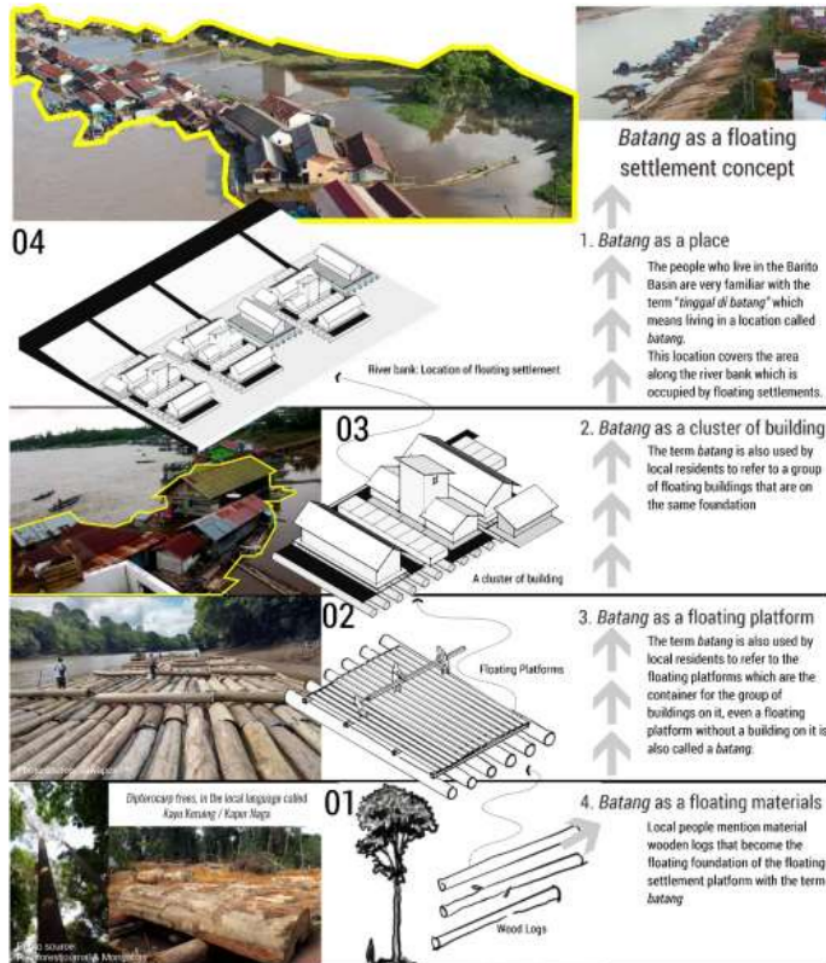 Batang as a floating
settlement concept
04
1. Batang as a place
The people who live in the Barito
Basin are very familiar with the
term "tinggal di batang" which
means living in a location called
batang.
This location covers the area
along the river bank which is
occupied by floating settlements.
River bank: Location of floating settlement
03
2. Batang as a cluster of building
The term batang is also used by
local residents to refer to a group
of floating buildings that are on
the same foundation
A cluster of building
02
3. Batang as a floating platform
The term batang is also used by
local residents to refer to the
floating platforms which are the
container for the group of
buildings on it, even a floating
platform without a building on it is
also called a batang.
Floating Platforms
Dipterocarp trees, in the local language called
Kayu Keruing / Kapur Naga
01
4. Batang as a floating materials
Local people mention material
wooden logs that become the
floating foundation of the floating
settlement platform with the term
batang
Wood Logs
source: